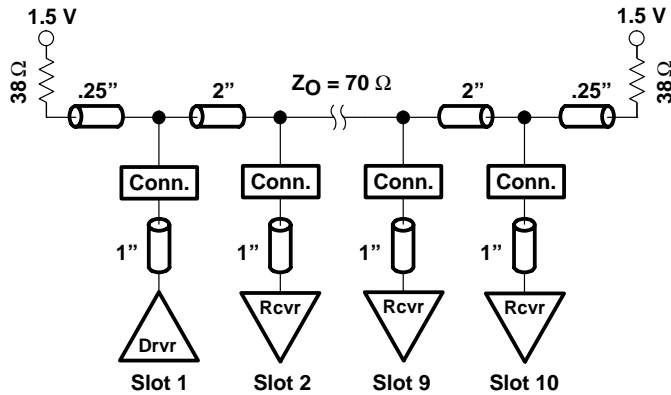 1.5 V
1.5 V
38 Ω
.25”
2”
ZO = 70 Ω
2”
.25”
38 Ω
Conn.
Conn.
Conn.
Conn.
1”
1”
1”
1”
Drvr
Rcvr
Rcvr
Rcvr
Slot 1
Slot 2
Slot 9
Slot 10